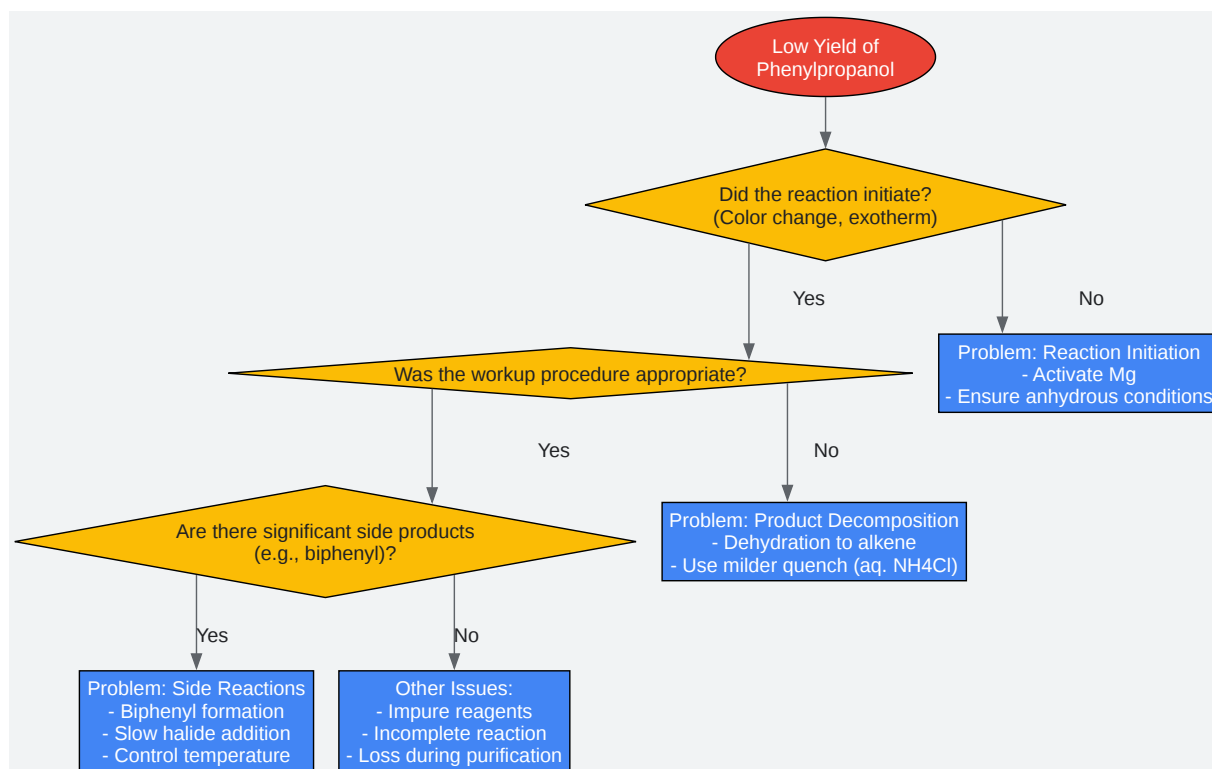 Low Yield of
Phenylpropanol
Did the reaction initiate?
(Color change, exotherm)
Yes
No
Problem: Reaction Initiation
- Activate Mg
- Ensure anhydrous conditions
Was the workup procedure appropriate?
Yes
No
Problem: Product Decomposition
- Dehydration to alkene
- Use milder quench (aq. NH4Cl)
Are there significant side products
(e.g., biphenyl)?
Yes
No
Problem: Side Reactions
- Biphenyl formation
- Slow halide addition
- Control temperature
Other Issues:
- Impure reagents
- Incomplete reaction
- Loss during purification